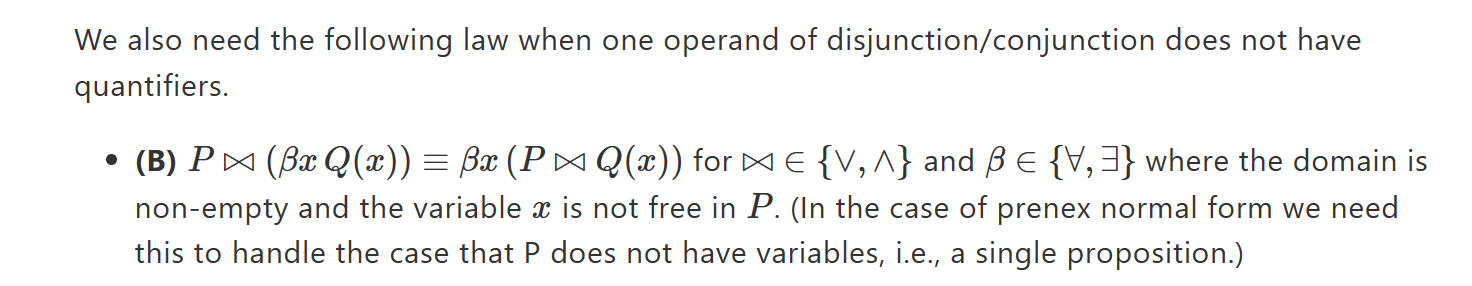 We also need the following law when one operand of disjunction/conjunction does not have
quantifiers.
• (B) P ⋈ (βx Q(x)) ≡ βx (P ⋈ Q(x)) for ⋈ ∈ {∨, ∧} and β ∈ {∀, ∃} where the domain is
non-empty and the variable x is not free in P. (In the case of prenex normal form we need
this to handle the case that P does not have variables, i.e., a single proposition.)